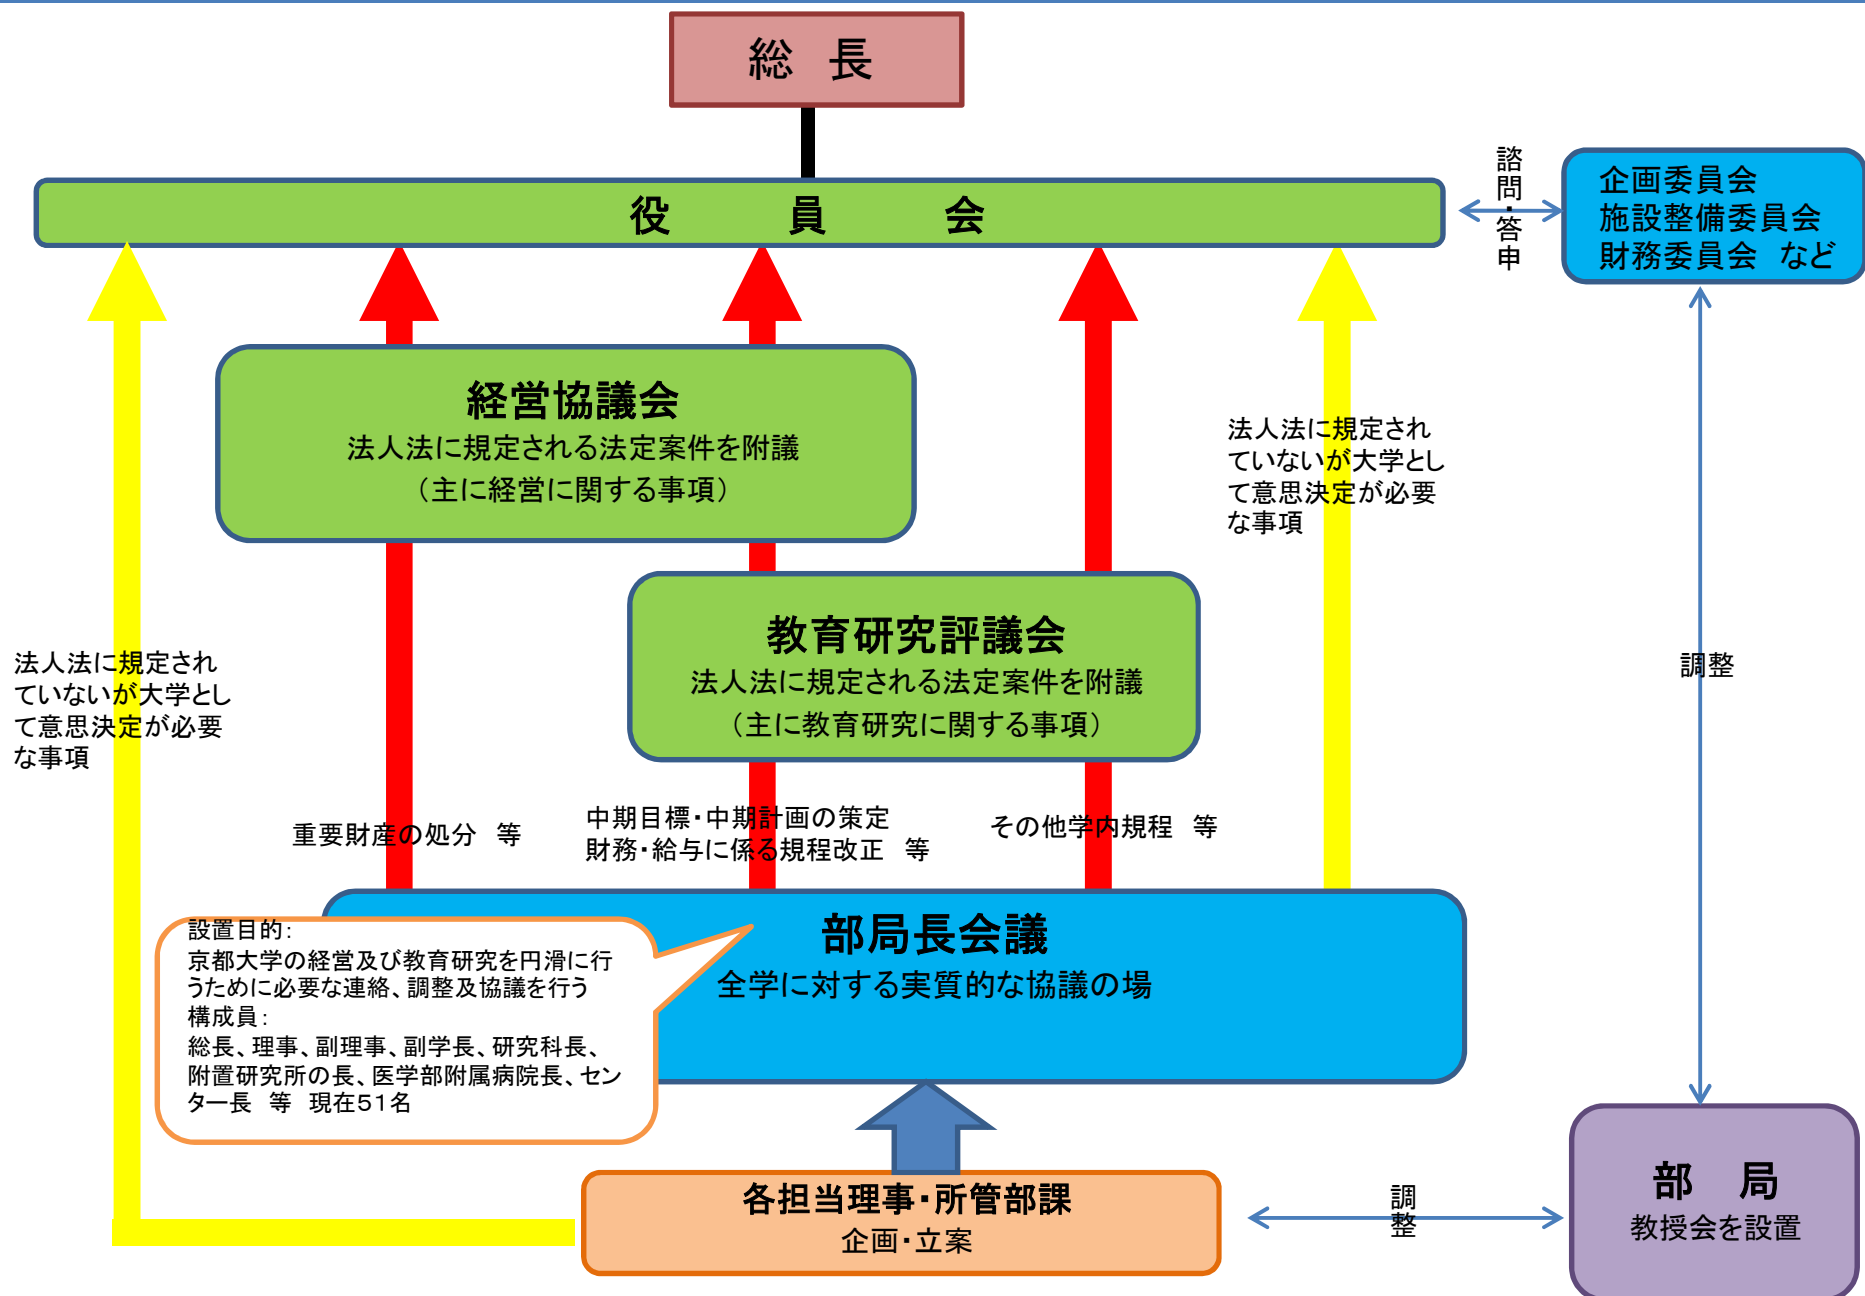 総　長
役　員　会
諮問・答申
企画委員会
施設整備委員会
財務委員会　など
経営協議会
法人法に規定される法定案件を附議
（主に経営に関する事項）
法人法に規定され
ていないが大学とし
て意思決定が必要
な事項
教育研究評議会
法人法に規定される法定案件を附議
（主に教育研究に関する事項）
調整
法人法に規定され
ていないが大学とし
て意思決定が必要
な事項
重要財産の処分　等
中期目標・中期計画の策定
財務・給与に係る規程改正　等
その他学内規程　等
部局長会議
全学に対する実質的な協議の場
設置目的：
京都大学の経営及び教育研究を円滑に行
うために必要な連絡、調整及協議を行う
構成員：
総長、理事、副理事、副学長、研究科長、
附置研究所の長、医学部附属病院長、セン
ター長　等　現在５１名
各担当理事・所管部課
企画・立案
調整
部　局
教授会を設置